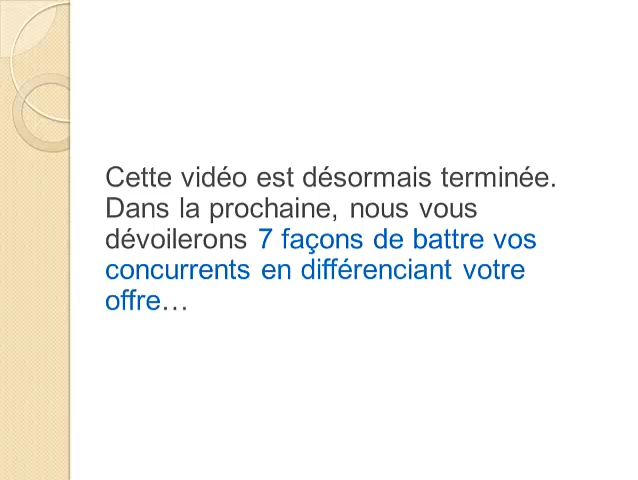 Cette vidéo est désormais terminée.
Dans la prochaine, nous vous
dévoilerons 7 façons de battre vos
concurrents en différenciant votre
offre…